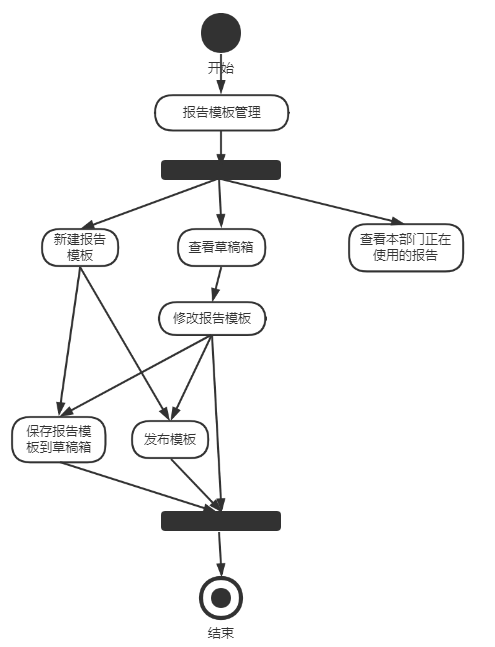 开始
报告模板管理
新建报告
模板
查看草稿箱
查看本部门正在
使用的报告
修改报告模板
保存报告模
板到草稿箱
发布模板
结束